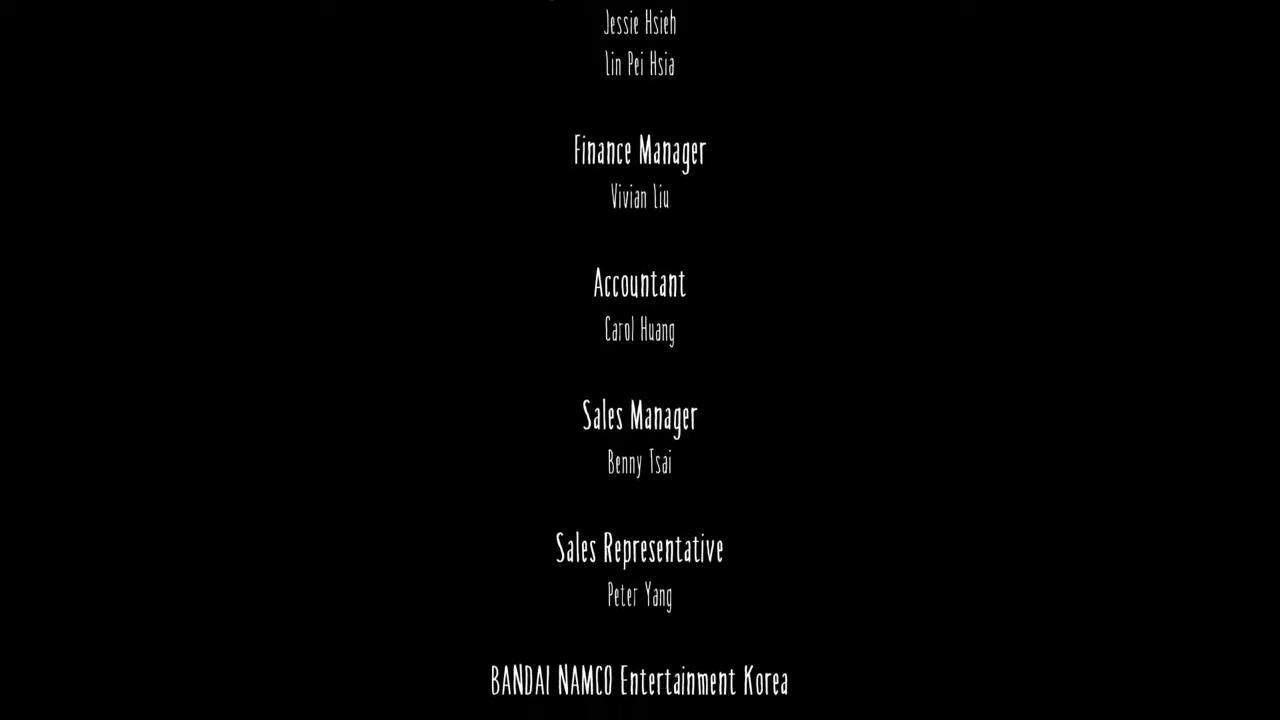 Jessie Hsieh
Lin Pei Hsia
Finance Manager
Vivian Liu
Accountant
Carol Huang
Sales Manager
Benny Tsai
Sales Representative
Peter Yang
BANDAI NAMCO Entertainment Korea